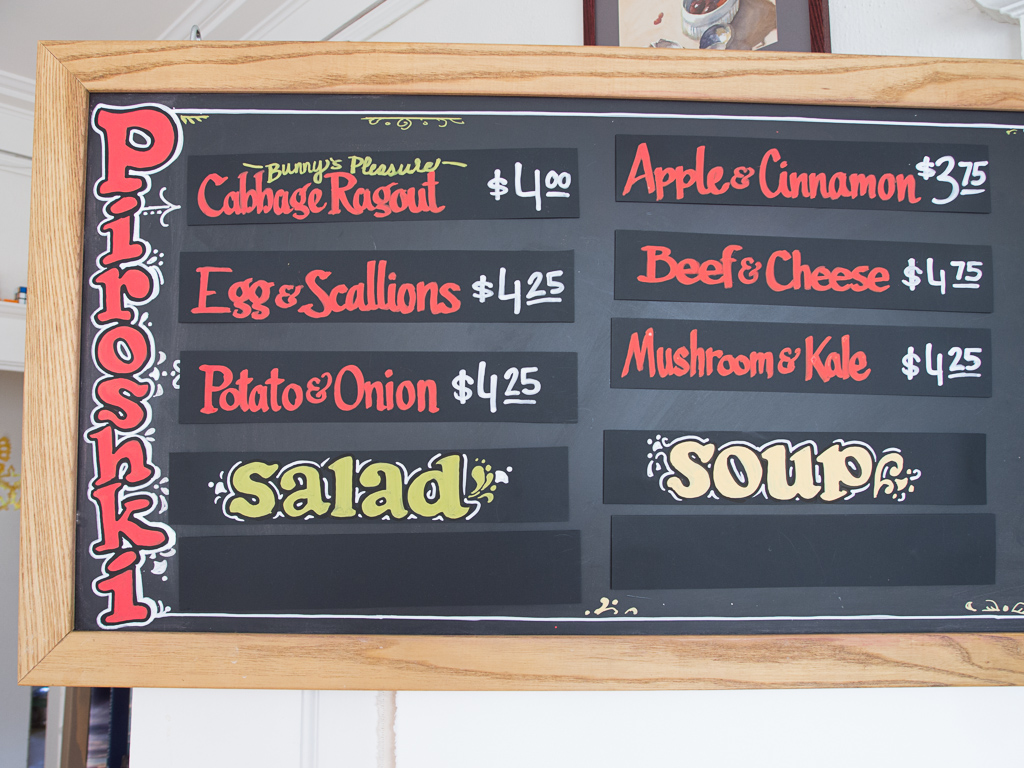 Piroshki
Bunny's Pleasure
Cabbage Ragout $4.00
Egg & Scallions $4.25
Potato & Onion $4.25
salad
Apple & Cinnamon $3.75
Beef & Cheese $4.75
Mushroom & Kale $4.25
soup